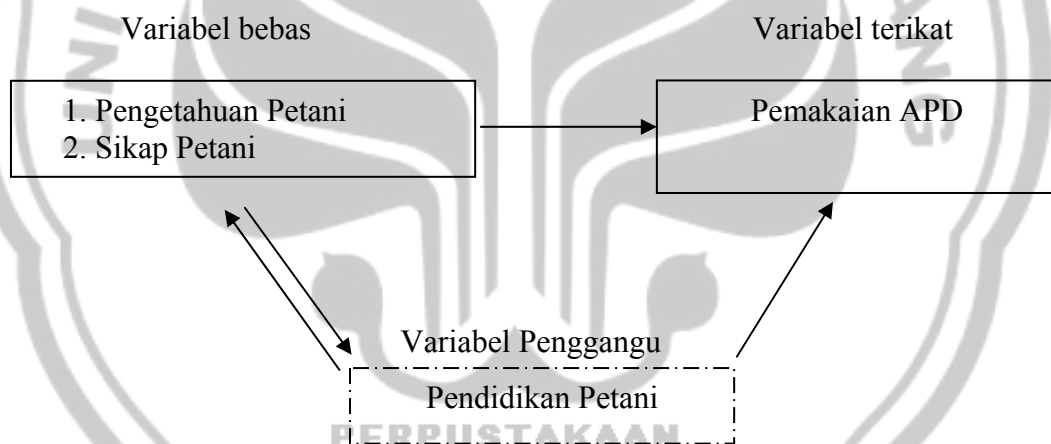 Variabel bebas
Variabel terikat
1. Pengetahuan Petani
2. Sikap Petani
Pemakaian APD
Variabel Penggangu
Pendidikan Petani
PERPUSTAKAAN